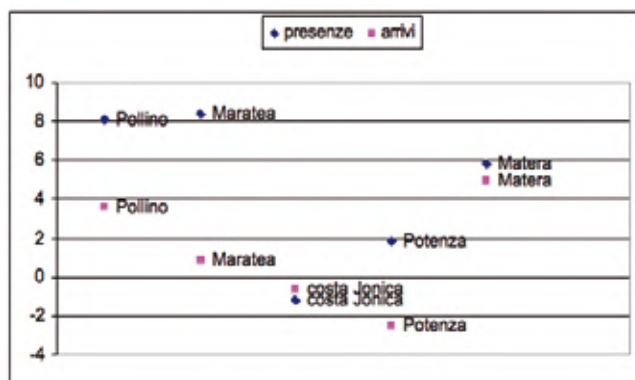 presenze arrivi
10
8
6
4
2
0
-2
-4
Pollino
Maratea
Matera
Matera
Pollino
Potenza
Maratea
costa Jonica
costa Jonica
Potenza